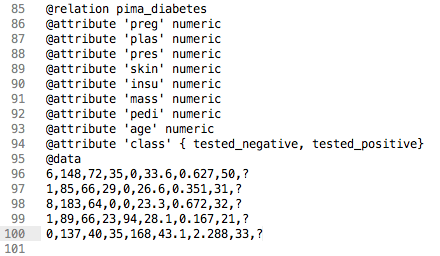 85 @relation pima_diabetes
86 @attribute 'preg' numeric
87 @attribute 'plas' numeric
88 @attribute 'pres' numeric
89 @attribute 'skin' numeric
90 @attribute 'insu' numeric
91 @attribute 'mass' numeric
92 @attribute 'pedi' numeric
93 @attribute 'age' numeric
94 @attribute 'class' { tested_negative, tested_positive}
95 @data
96 6,148,72,35,0,33.6,0.627,50,?
97 1,85,66,29,0,26.6,0.351,31,?
98 8,183,64,0,0,23.3,0.672,32,?
99 1,89,66,23,94,28.1,0.167,21,?
100 0,137,40,35,168,43.1,2.288,33,?
101